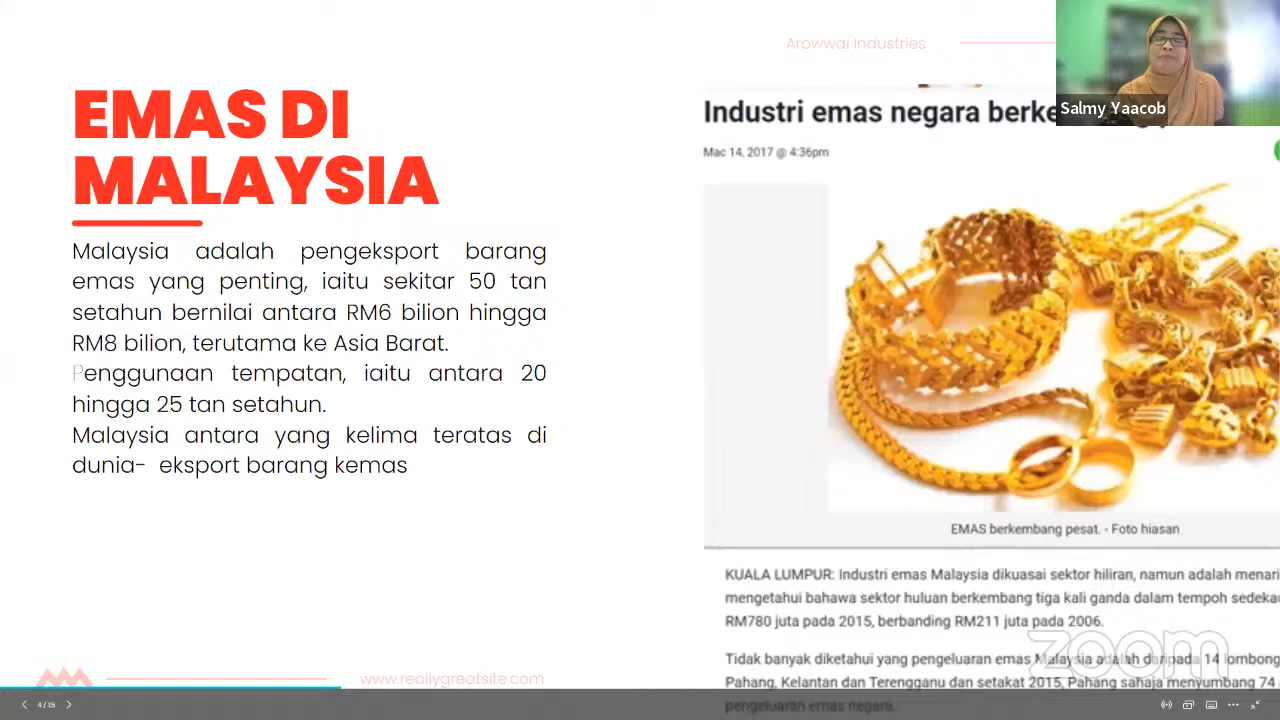 Arowwai Industries
EMAS DI
MALAYSIA
Malaysia adalah pengeksport barang
emas yang penting, iaitu sekitar 50 tan
setahun bernilai antara RM6 bilion hingga
RM8 bilion, terutama ke Asia Barat.
Penggunaan tempatan, iaitu antara 20
hingga 25 tan setahun.
Malaysia antara yang kelima teratas di
dunia- eksport barang kemas
www.reallygreatsite.com
4 / 15
Salmy Yaacob
Industri emas negara
Mac 14, 2017 @ 4:36pm
EMAS berkembang pesat. - Foto hiasan
KUALA LUMPUR: Industri emas Malaysia dikuasai sektor hiliran, namun adalah
mengetahui bahawa sektor huluan berkembang tiga kali ganda dalam tempoh
RM780 juta pada 2015, berbanding RM211 juta pada 2006.
Tidak banyak diketahui yang pengeluaran emas Malaysia adalah daripada 14 lombong
Pahang, Kelantan dan Terengganu dan setakat 2015, Pahang sahaja menyumbang 74
pengeluaran emas negara.
zoom